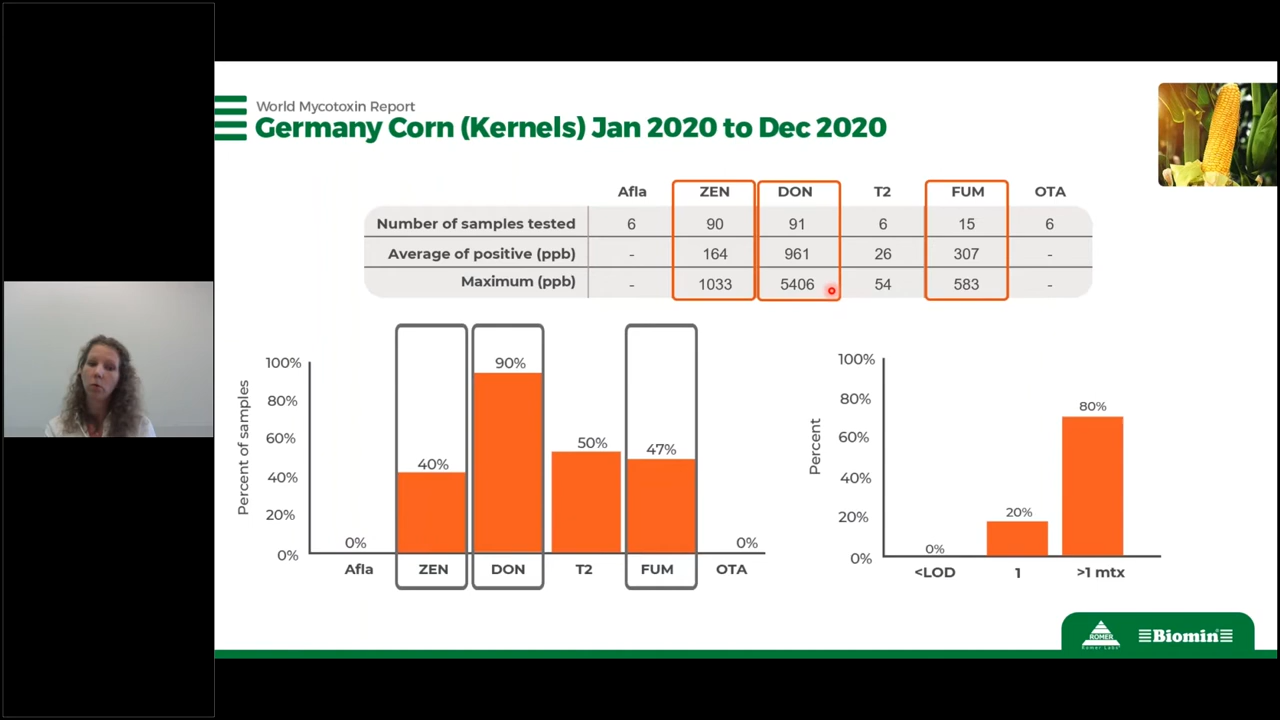 World Mycotoxin Report
Germany Corn (Kernels) Jan 2020 to Dec 2020
Afla ZEN DON T2 FUM OTA
Number of samples tested 6 90 91 6 15 6
Average of positive (ppb) - 164 961 26 307 -
Maximum (ppb) - 1033 5406 54 583 -
Percent of samples
100%
80%
60%
40%
20%
0%
0% 40% 90% 50% 47% 0%
Afla ZEN DON T2 FUM OTA
Percent
100%
80%
60%
40%
20%
0%
0% 20% 80%
<LOD 1 >1 mtx
ROMER
Romer Labs
Biomin